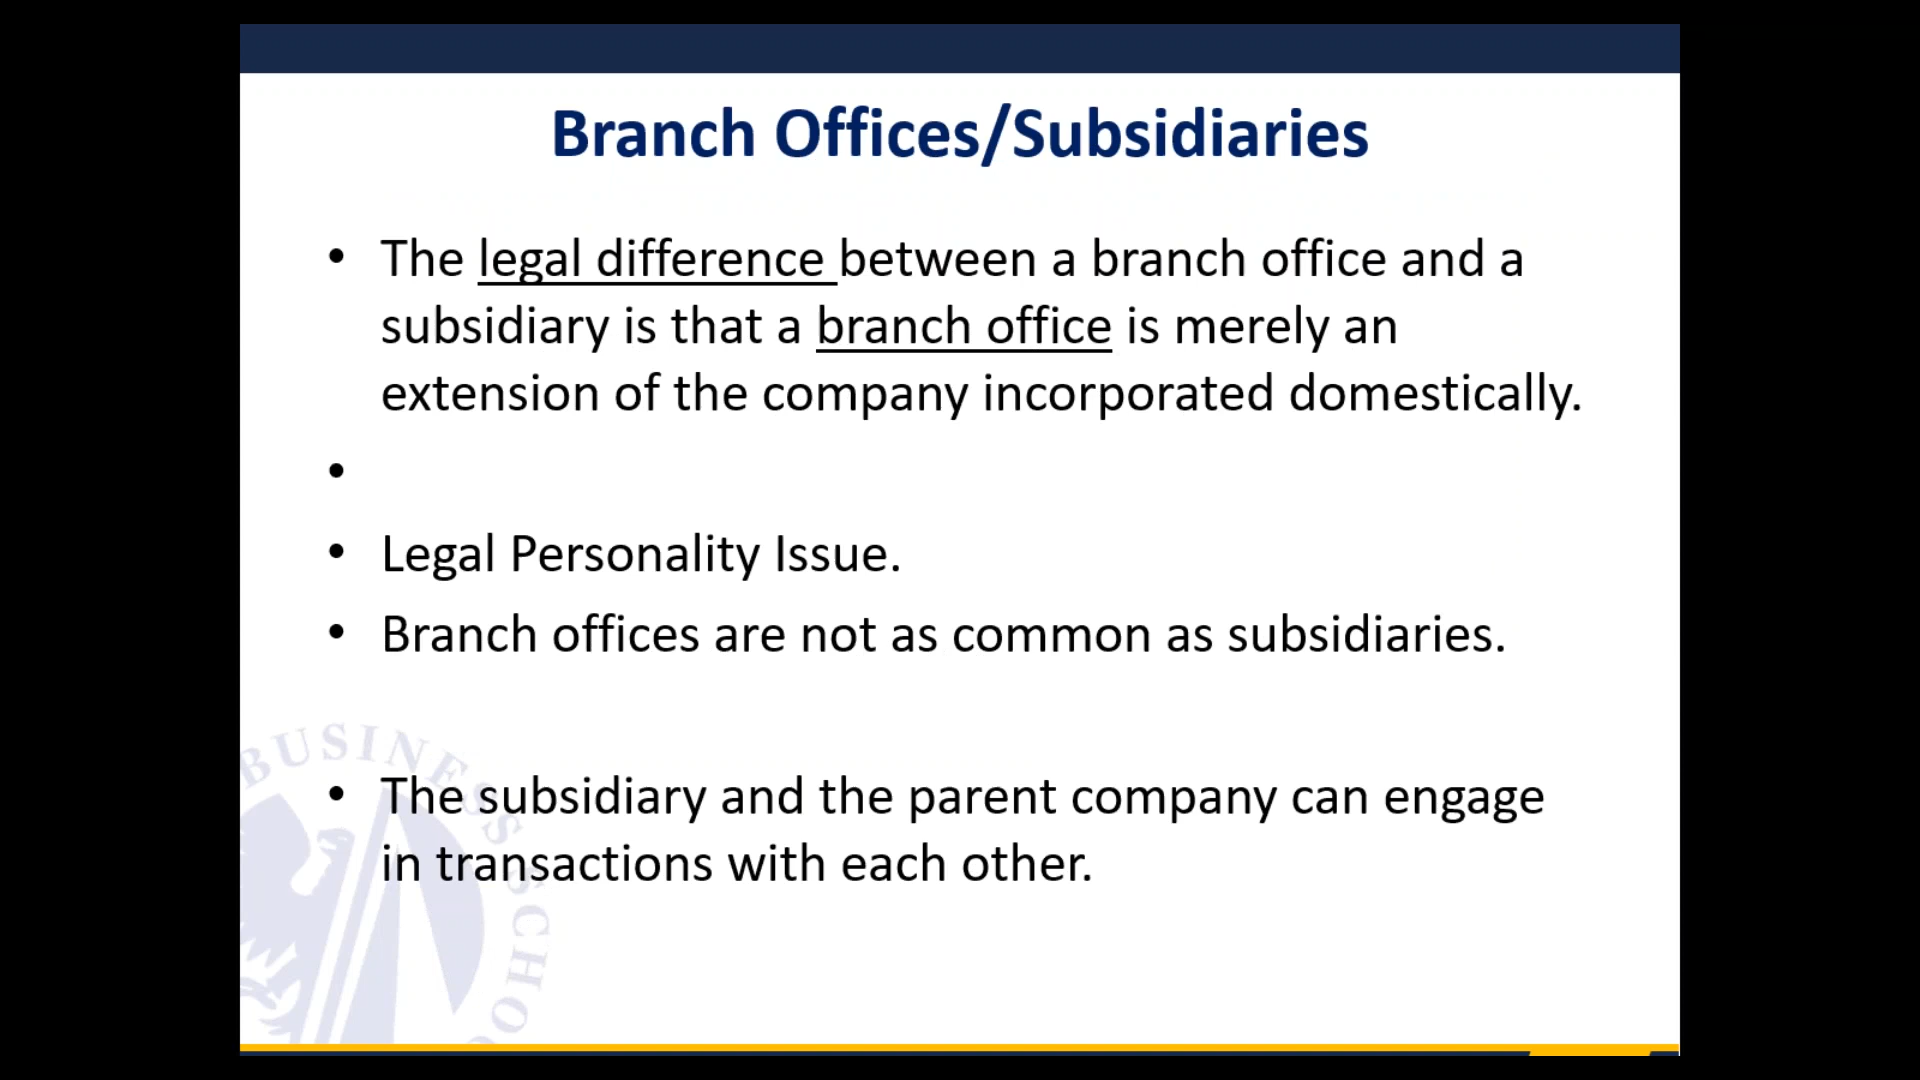 Branch Offices/Subsidiaries
• The legal difference between a branch office and a
subsidiary is that a branch office is merely an
extension of the company incorporated domestically.
•
• Legal Personality Issue.
• Branch offices are not as common as subsidiaries.
• The subsidiary and the parent company can engage
in transactions with each other.
BUSINESS SCHOO